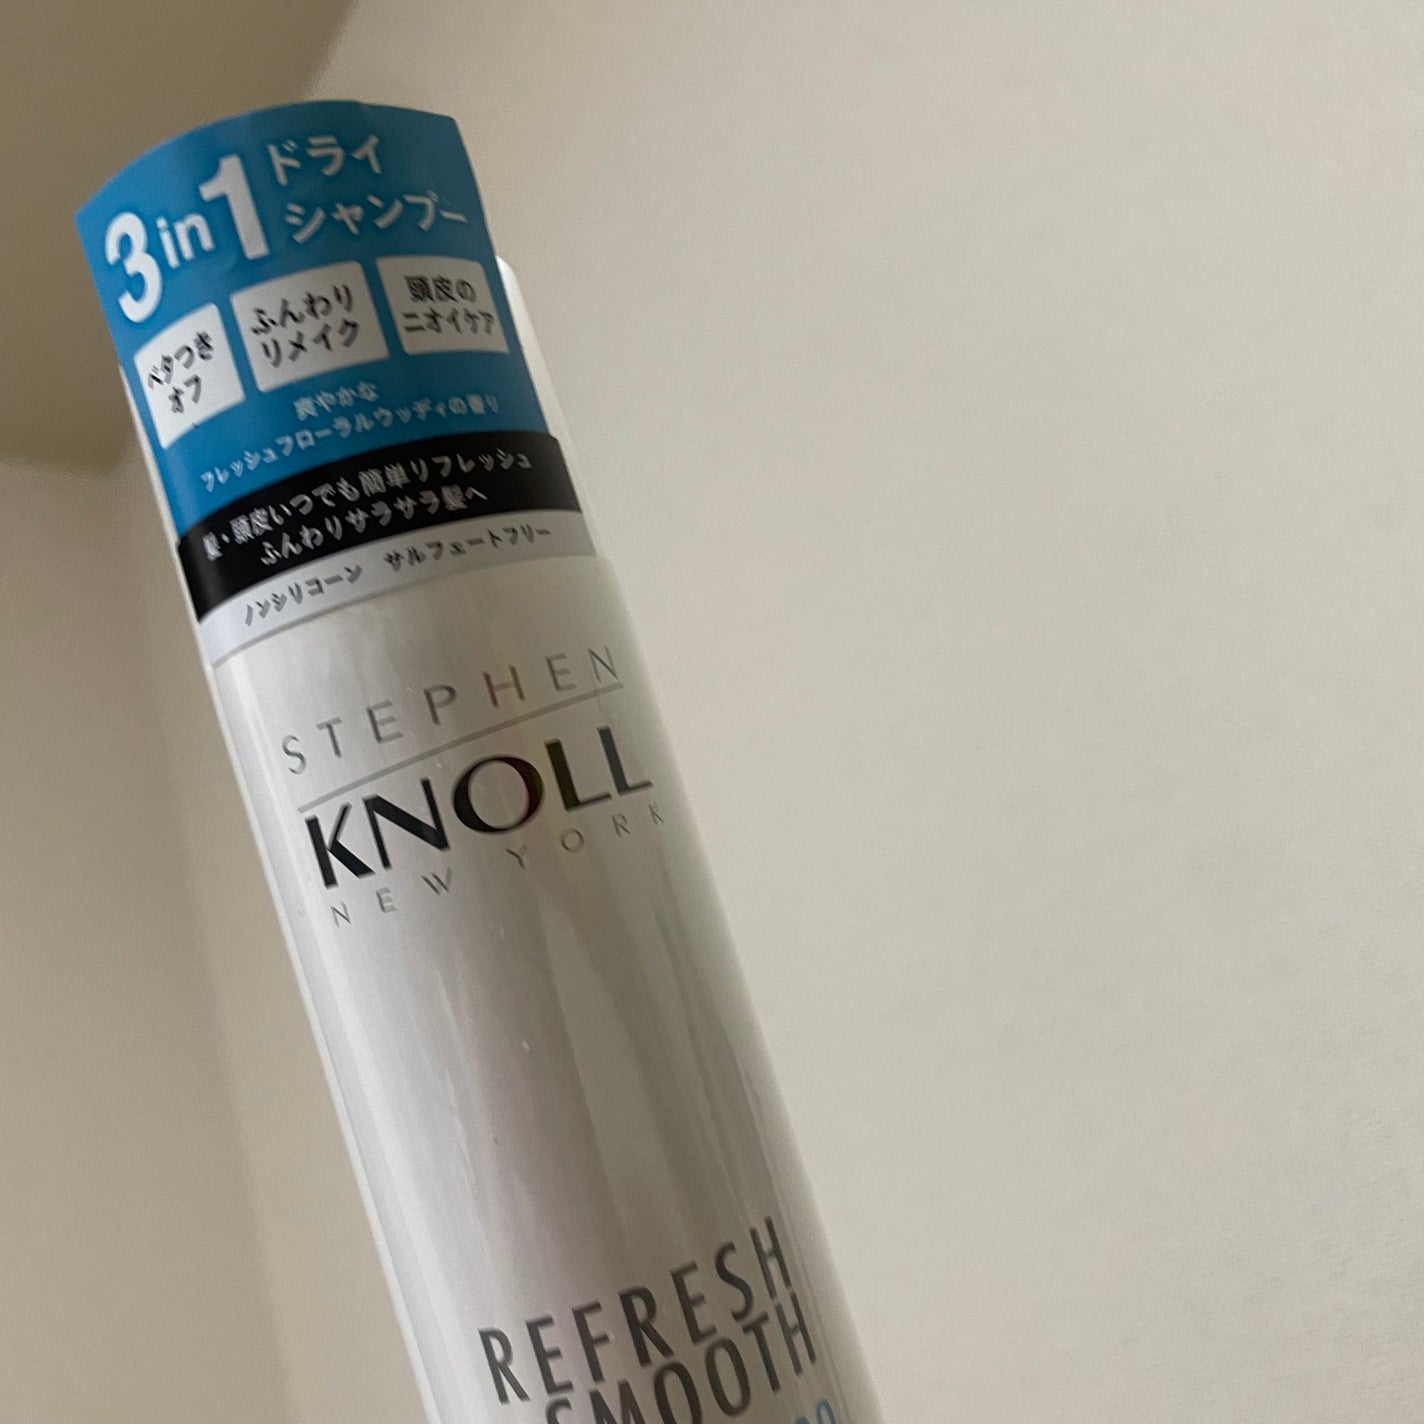 3in1 ドライ
シャンプー
ベタつき
オフ
ふんわり
リメイク
頭皮の
ニオイケア
爽やかな
フレッシュフローラルウッディの香り
髪・頭皮いつでも簡単リフレッシュ
ふんわりサラサラ髪へ
ノンシリコーン サルフェートフリー
STEPHEN
KNOLL
NEW YORK
REFRESH
SMOOTH